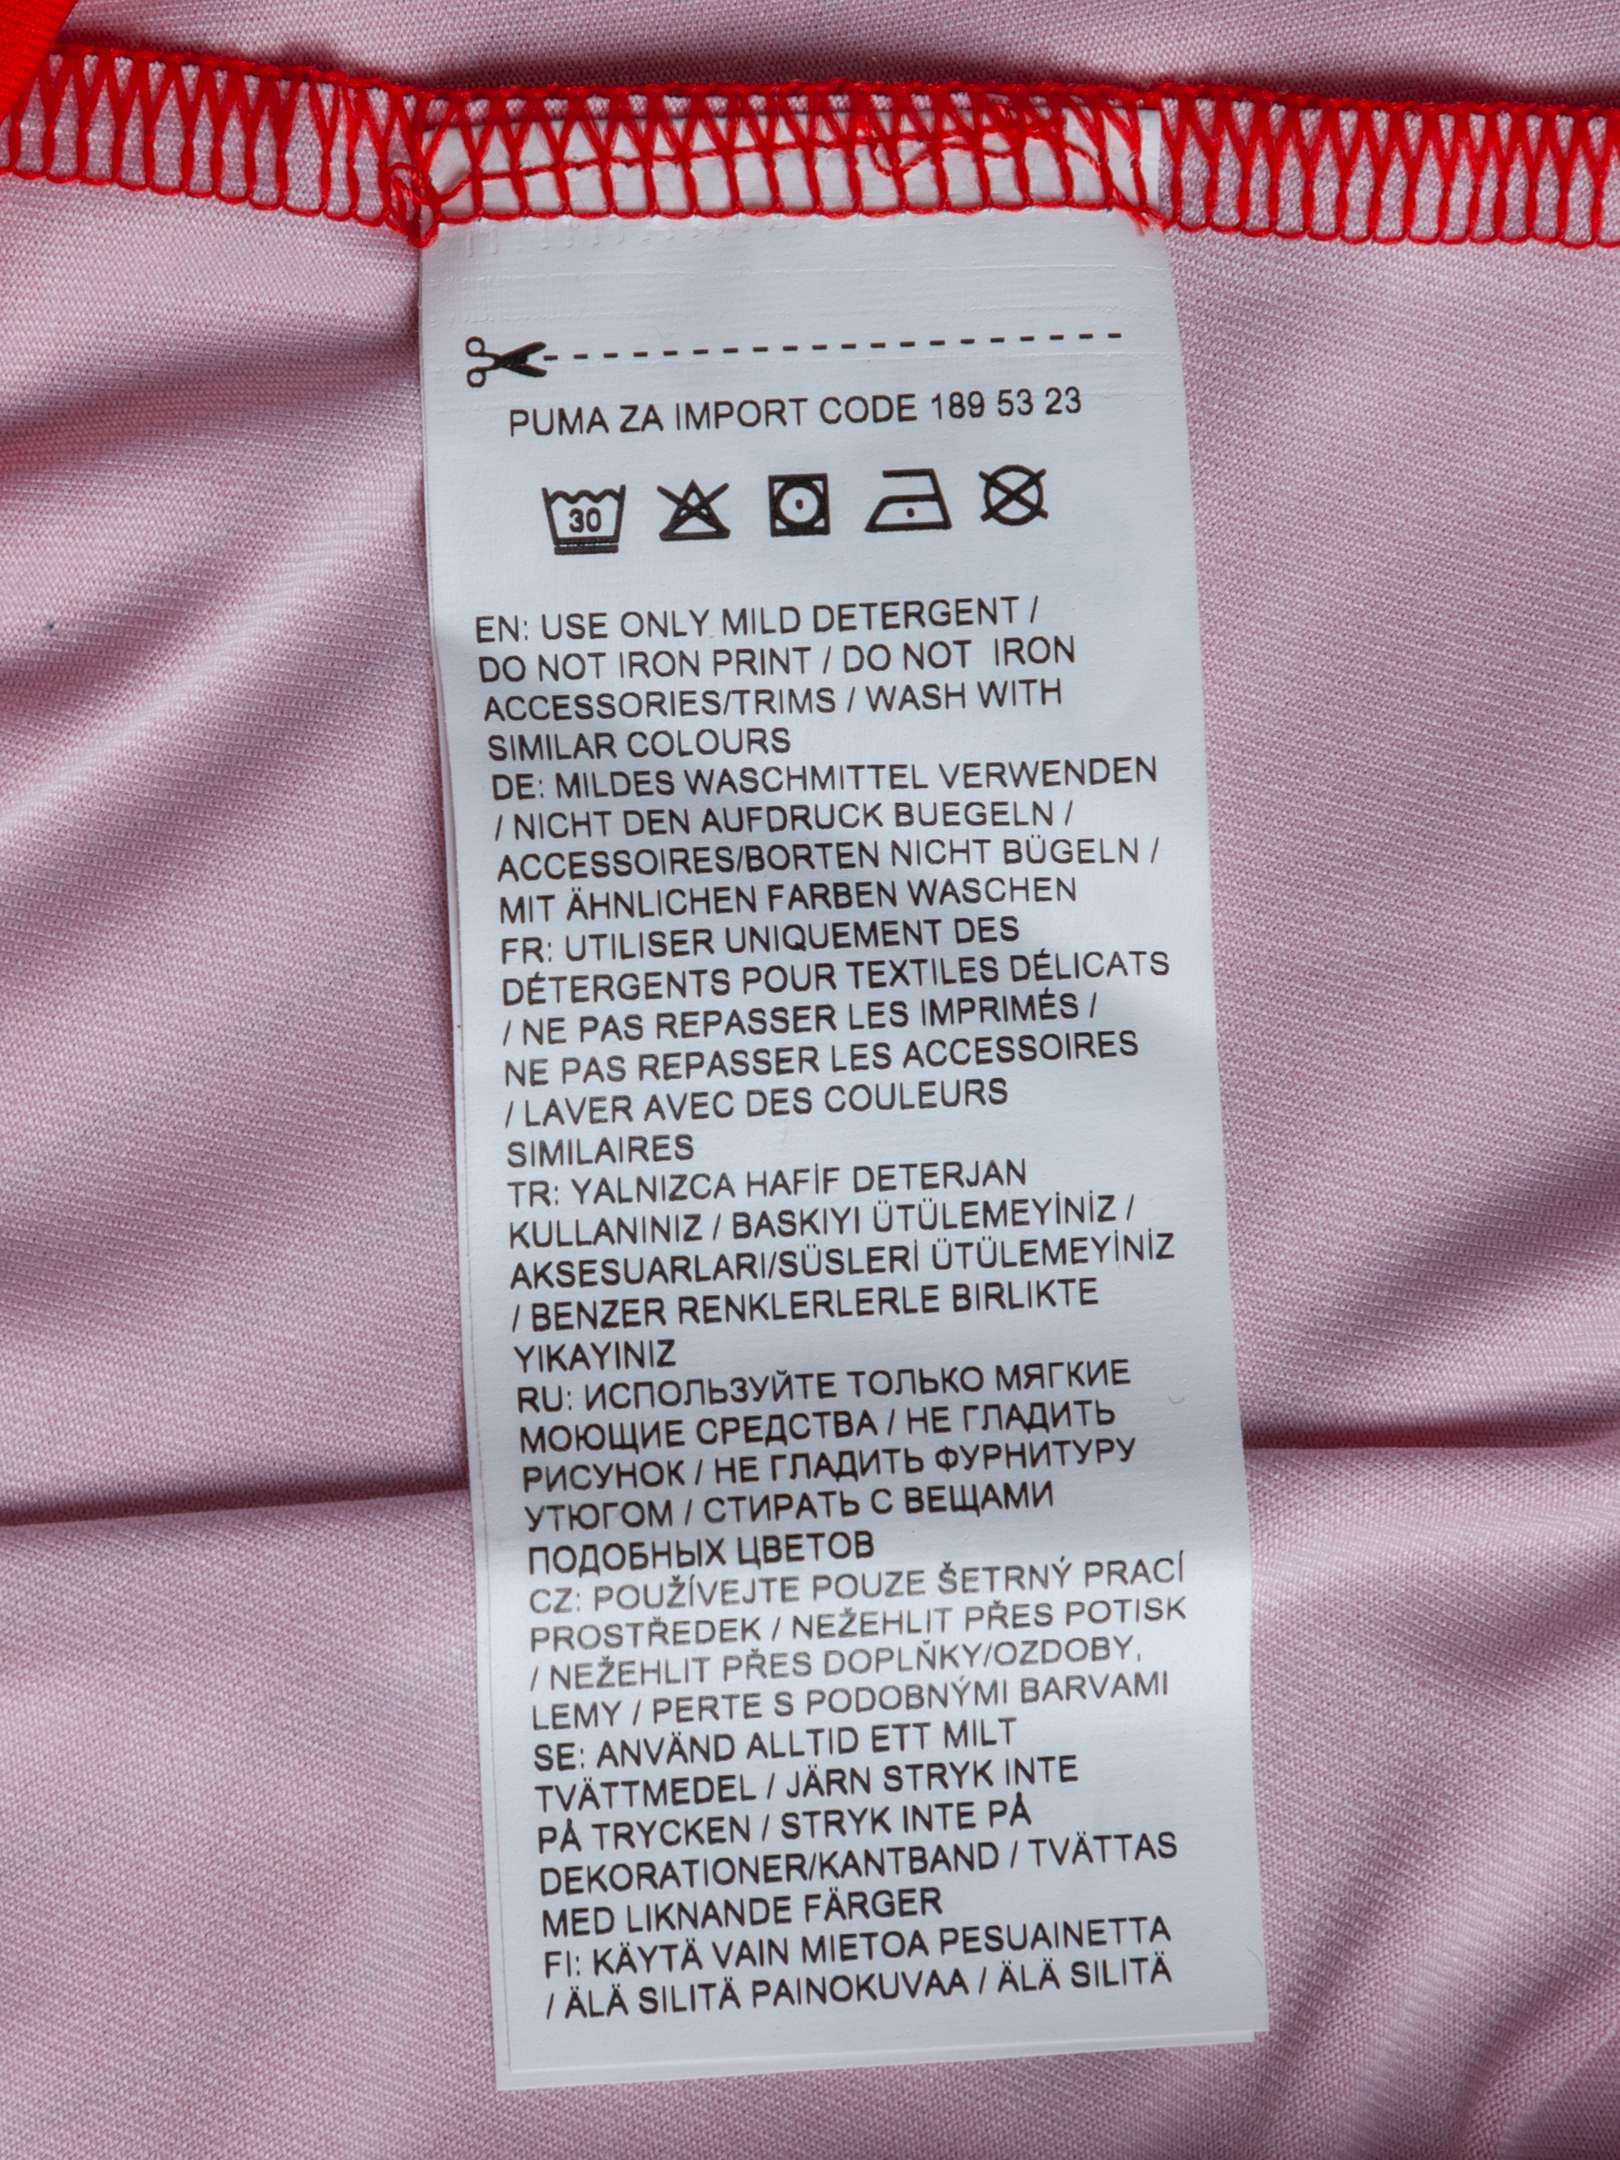 PUMA ZA IMPORT CODE 189 53 23
30
EN: USE ONLY MILD DETERGENT /
DO NOT IRON PRINT / DO NOT IRON
ACCESSORIES/TRIMS / WASH WITH
SIMILAR COLOURS
DE: MILDES WASCHMITTEL VERWENDEN
/ NICHT DEN AUFDRUCK BUEGELN /
ACCESSOIRES/BORTEN NICHT BÜGELN /
MIT ÄHNLICHEN FARBEN WASCHEN
FR: UTILISER UNIQUEMENT DES
DÉTERGENTS POUR TEXTILES DÉLICATS
/ NE PAS REPASSER LES IMPRIMÉS /
NE PAS REPASSER LES ACCESSOIRES
/ LAVER AVEC DES COULEURS
SIMILAIRES
TR: YALNIZCA HAFİF DETERJAN
KULLANINIZ / BASKIYI ÜTÜLEMEYİNİZ /
AKSESUARLARI/SÜSLERİ ÜTÜLEMEYİNİZ
/ BENZER RENKLERLERLE BIRLIKTE
YIKAYINIZ
RU: ИСПОЛЬЗУЙТЕ ТОЛЬКО МЯГКИЕ
МОЮЩИЕ СРЕДСТВА / НЕ ГЛАДИТЬ
РИСУНОК / НЕ ГЛАДИТЬ ФУРНИТУРУ
УТЮГОМ / СТИРАТЬ С ВЕЩАМИ
ПОДОБНЫХ ЦВЕТОВ
CZ: POUŽÍVEJTE POUZE ŠETRNÝ PRACÍ
PROSTŘEDEK / NEŽEHLIT PŘES POTISK
/ NEŽEHLIT PŘES DOPLŇKY/OZDOBY,
LEMY / PERTE S PODOBNÝMI BARVAMI
SE: ANVÄND ALLTID ETT MILT
TVÄTTMEDEL / JÄRN STRYK INTE
PÅ TRYCKEN / STRYK INTE PÅ
DEKORATIONER/KANTBAND / TVÄTTAS
MED LIKNANDE FÄRGER
FI: KÄYTÄ VAIN MIETOA PESUAINETTA
/ ÄLÄ SILITÄ PAINOKUVAA / ÄLÄ SILITÄ